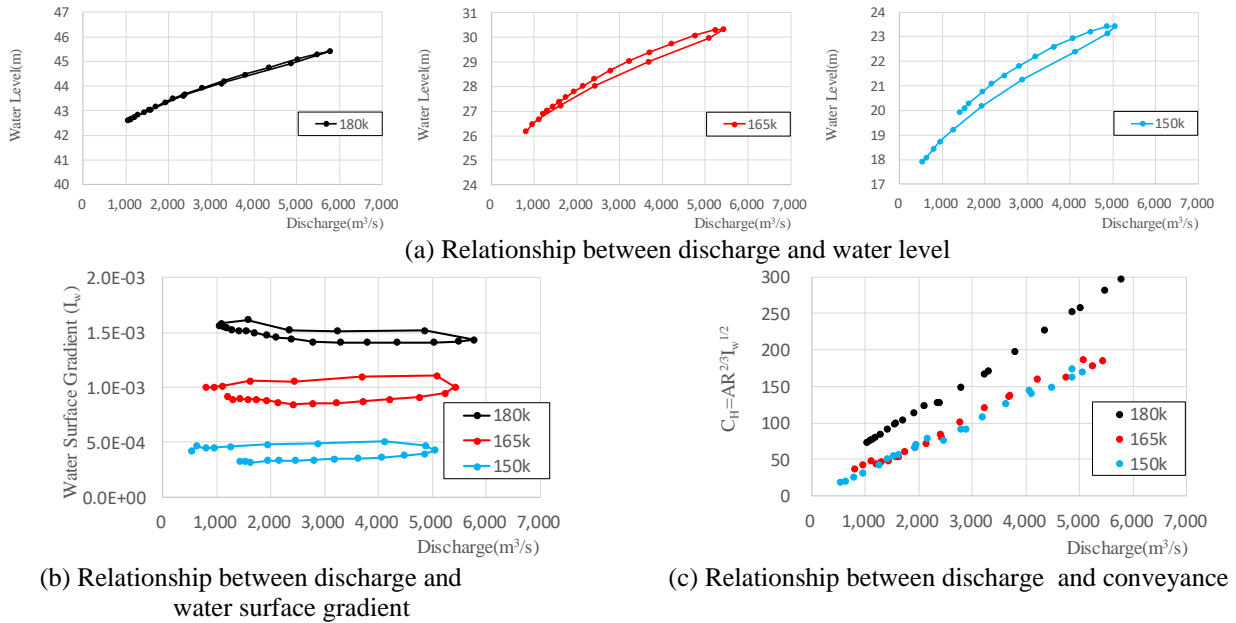 47
46
45
44
43
42
41
40
Water Level(m)
180k
0 1,000 2,000 3,000 4,000 5,000 6,000 7,000
Discharge(m³/s)
31
30
29
28
27
26
25
24
Water Level(m)
165k
0 1,000 2,000 3,000 4,000 5,000 6,000 7,000
Discharge(m³/s)
24
23
22
21
20
19
18
17
Water Level(m)
150k
0 1,000 2,000 3,000 4,000 5,000 6,000 7,000
Discharge(m³/s)
(a) Relationship between discharge and water level
2.0E-03
1.5E-03
1.0E-03
5.0E-04
0.0E+00
Water Surface Gradient (I_w)
180k
165k
150k
0 1,000 2,000 3,000 4,000 5,000 6,000 7,000
Discharge(m³/s)
(b) Relationship between discharge and
water surface gradient
300
250
200
150
100
50
0
C_H=AR^2/3I_w^1/2
180k
165k
150k
0 1,000 2,000 3,000 4,000 5,000 6,000 7,000
Discharge(m³/s)
(c) Relationship between discharge and conveyance